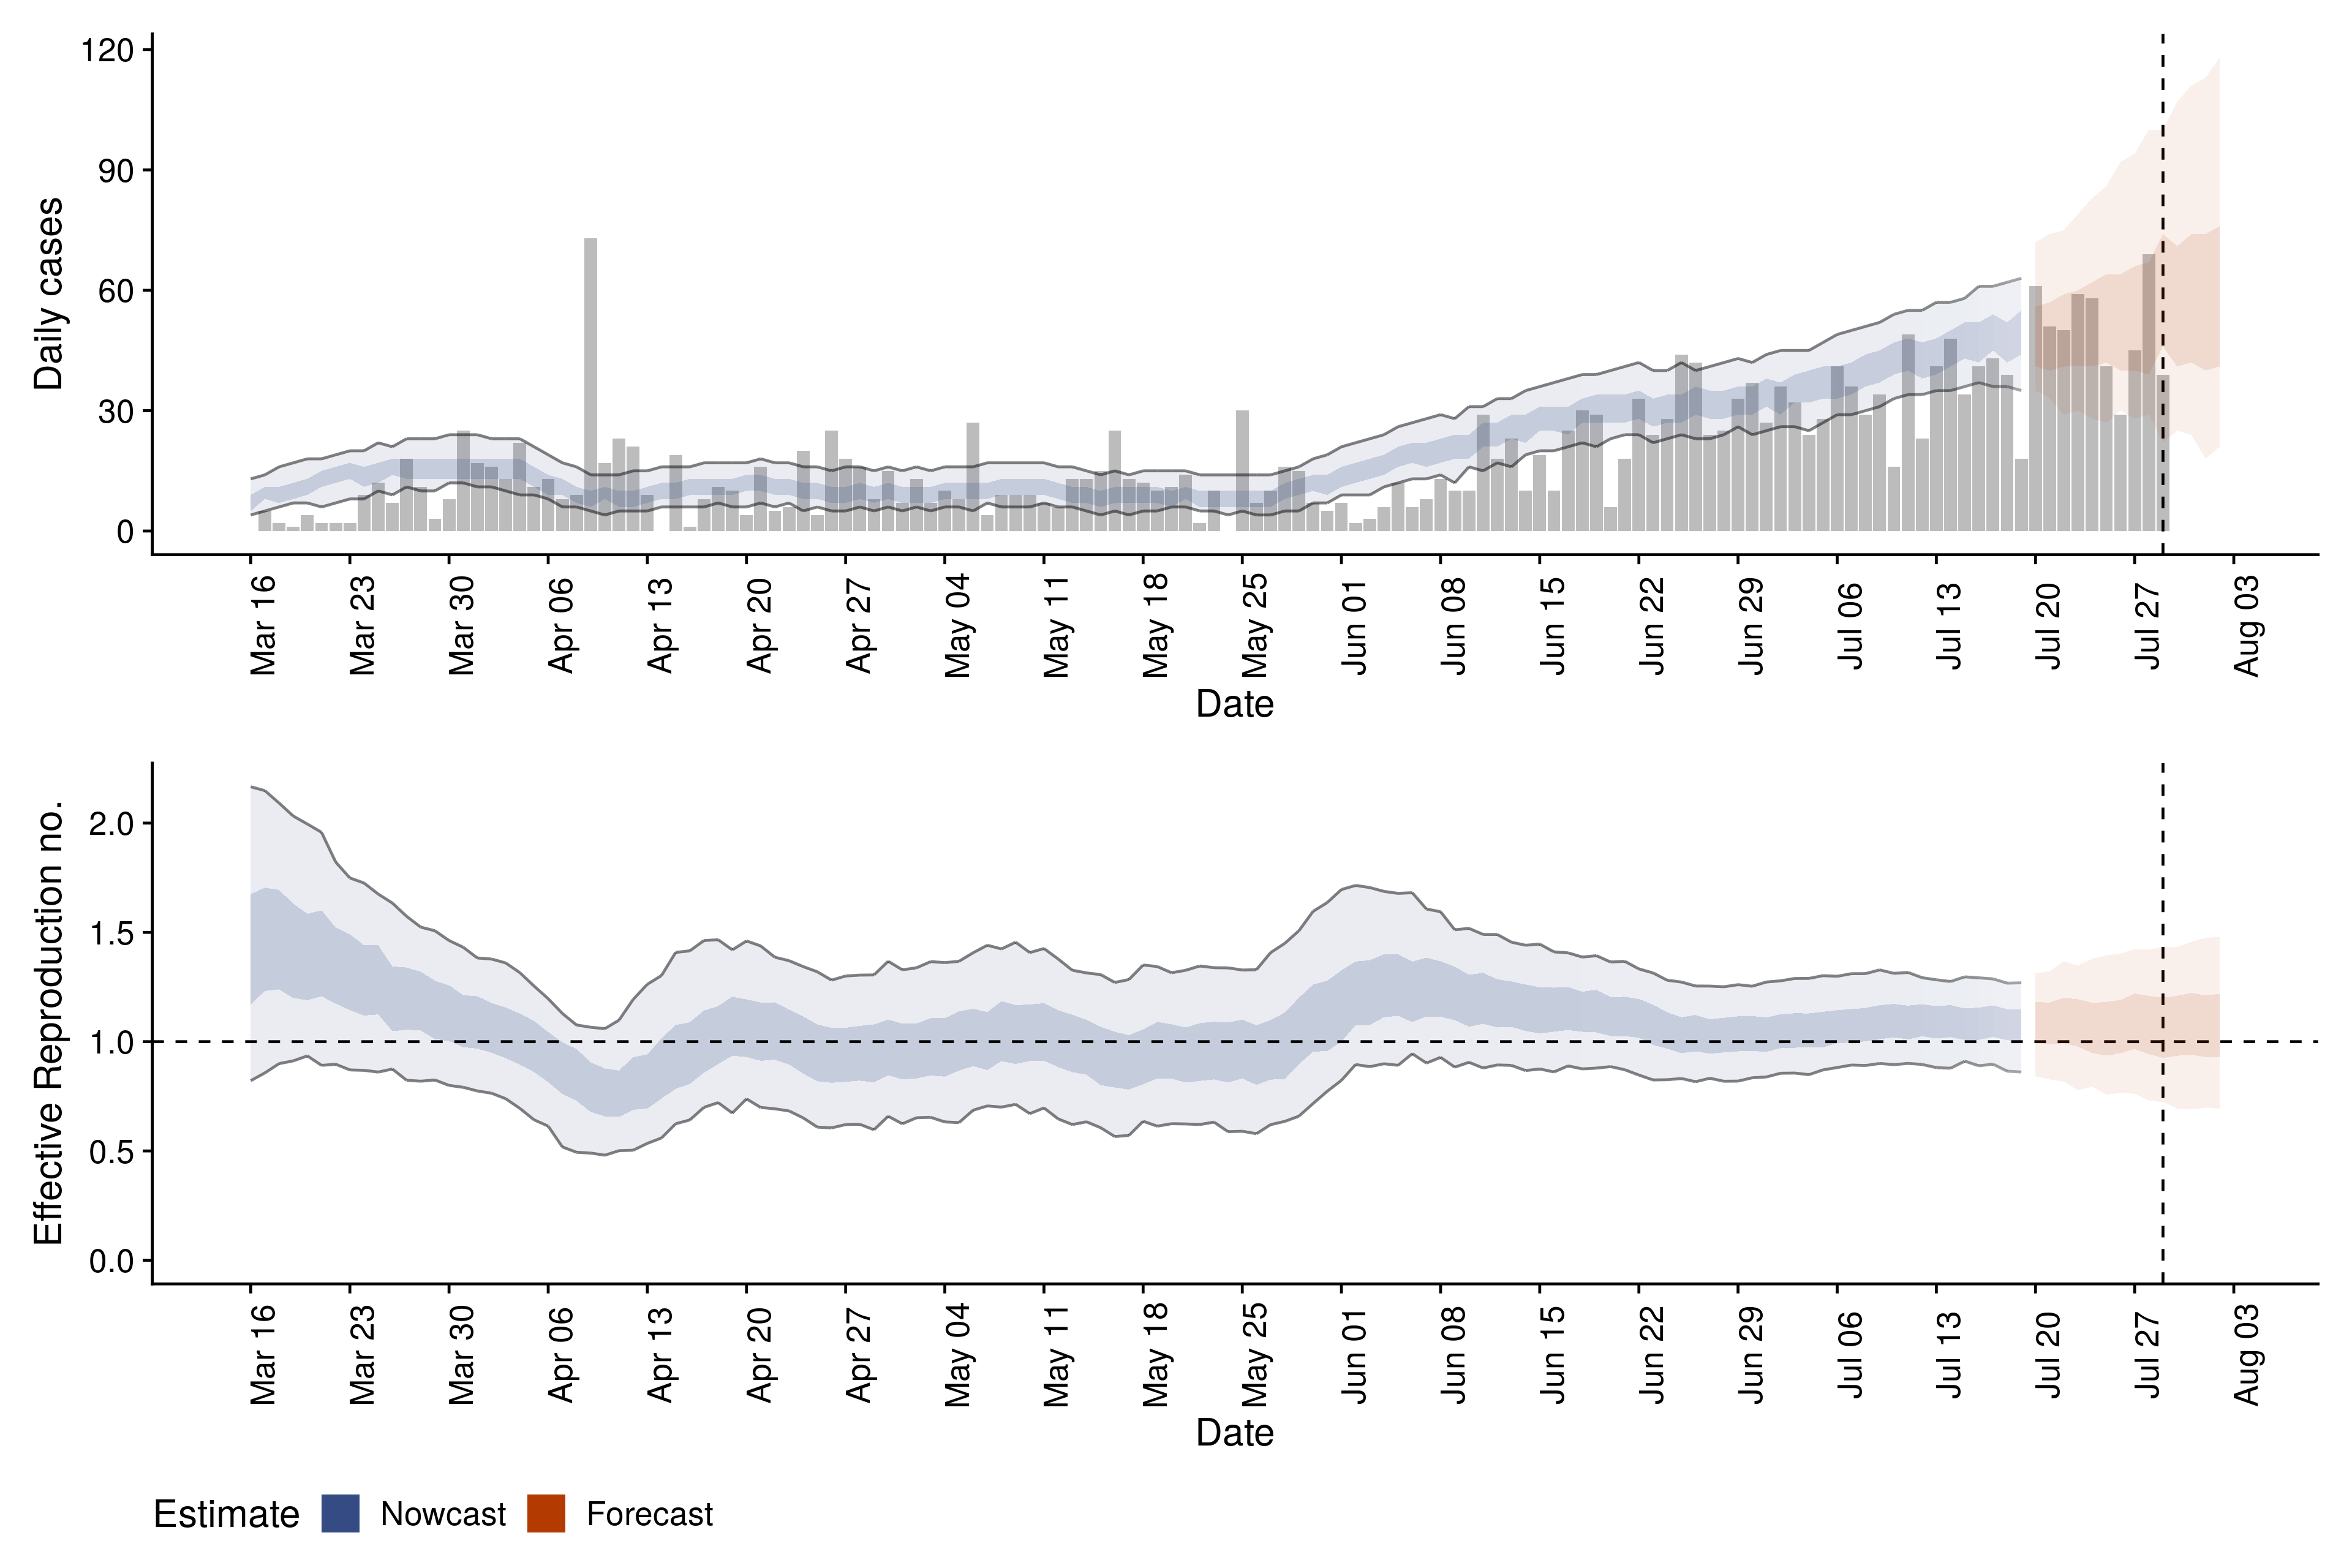 Daily cases
120
90
60
30
0
Mar 16
Mar 23
Mar 30
Apr 06
Apr 13
Apr 20
Apr 27
May 04
May 11
May 18
May 25
Jun 01
Jun 08
Jun 15
Jun 22
Jun 29
Jul 06
Jul 13
Jul 20
Jul 27
Aug 03
Date
Effective Reproduction no.
2.0
1.5
1.0
0.5
0.0
Mar 16
Mar 23
Mar 30
Apr 06
Apr 13
Apr 20
Apr 27
May 04
May 11
May 18
May 25
Jun 01
Jun 08
Jun 15
Jun 22
Jun 29
Jul 06
Jul 13
Jul 20
Jul 27
Aug 03
Date
Estimate Nowcast Forecast